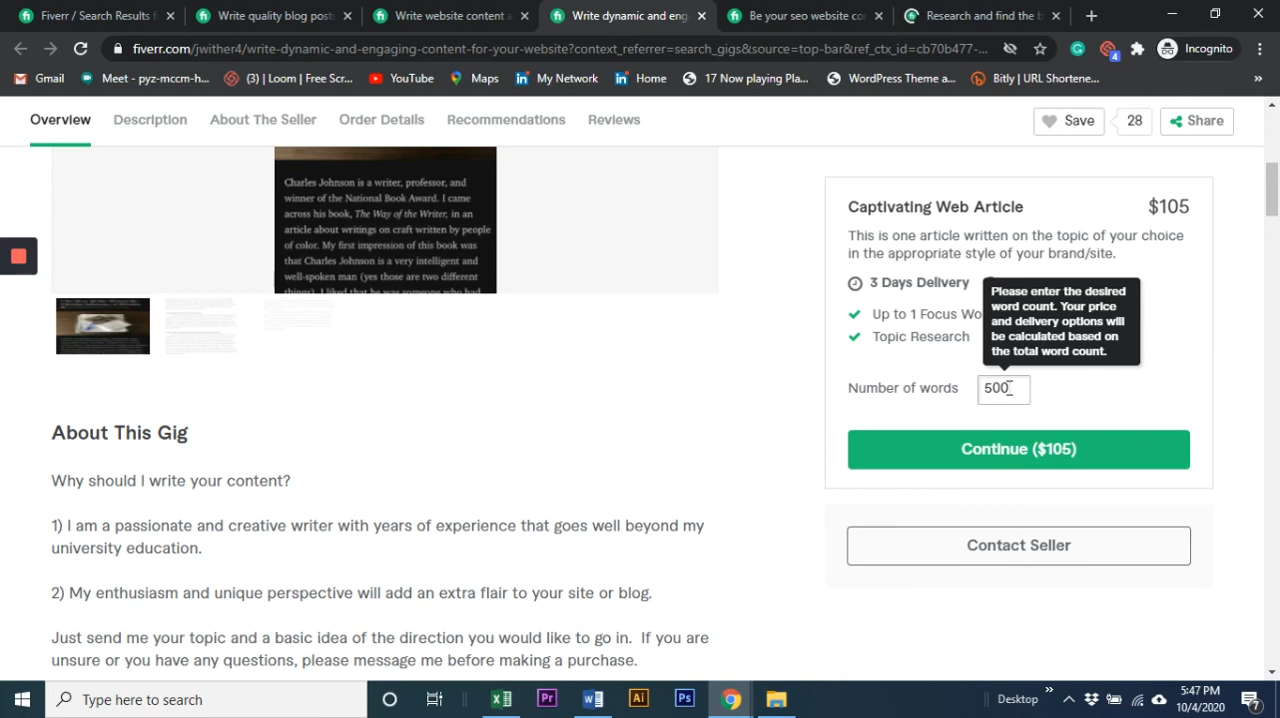 Fiverr / Search Results f
Write quality blog posts
Write website content a
Write dynamic and eng
Be your seo website co
Research and find the b
fiverr.com/jwither4/write-dynamic-and-engaging-content-for-your-website?context_referrer=search_gigs&source=top-bar&ref_ctx_id=cb70b477-...
4
Incognito
Gmail
Meet - pyz-mccm-h...
(3) | Loom | Free Scr...
YouTube
Maps
My Network
Home
17 Now playing Pla...
WordPress Theme a...
Bitly | URL Shortene...
»
Overview
Description
About The Seller
Order Details
Recommendations
Reviews
Save
28
Share
Charles Johnson is a writer, professor, and
winner of the National Book Award. I came
across his book, The Way of the Writer, in an
article about writings on craft written by people
of color. My first impression of this book was
that Charles Johnson is a very intelligent and
well-spoken man (yes those are two different
things). I liked that he was someone who had
Captivating Web Article
$105
This is one article written on the topic of your choice
in the appropriate style of your brand/site.
3 Days Delivery
Up to 1 Focus Wo
Topic Research
Please enter the desired
word count. Your price
and delivery options will
be calculated based on
the total word count.
Number of words
500
Continue ($105)
Contact Seller
About This Gig
Why should I write your content?
1) I am a passionate and creative writer with years of experience that goes well beyond my
university education.
2) My enthusiasm and unique perspective will add an extra flair to your site or blog.
Just send me your topic and a basic idea of the direction you would like to go in. If you are
unsure or you have any questions, please message me before making a purchase.
Type here to search
Pr
Ai
Ps
Desktop
»
5:47 PM
10/4/2020
7